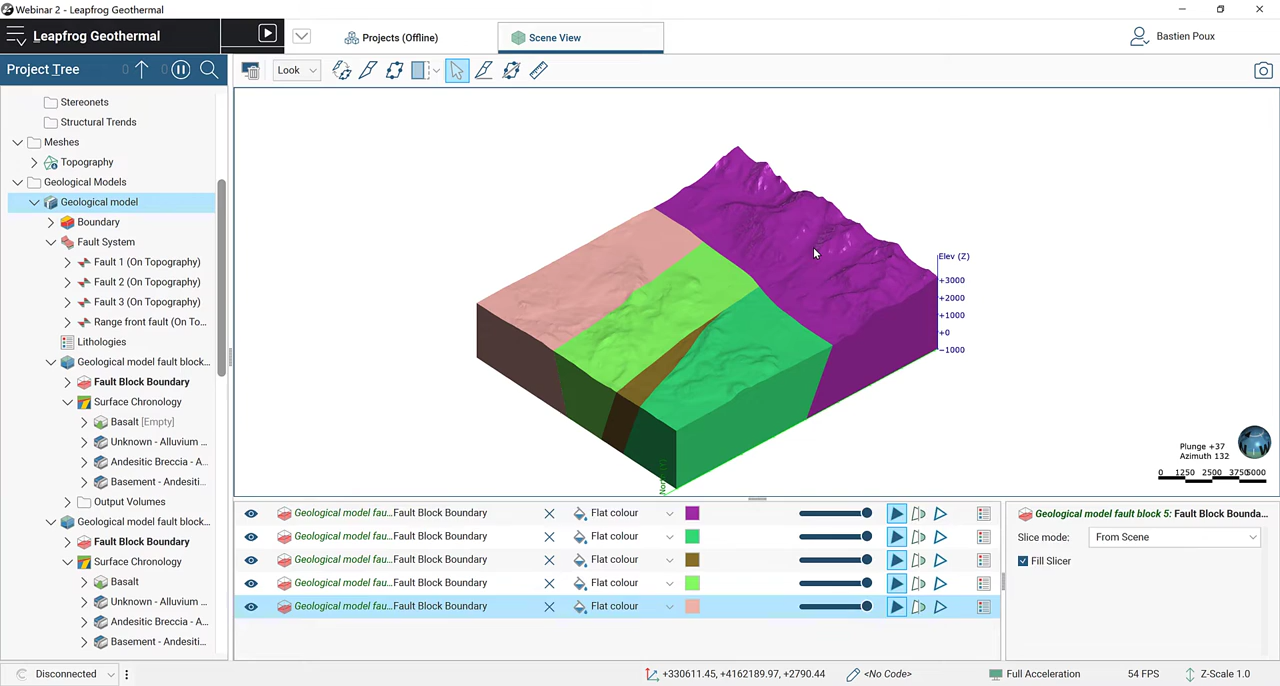 Webinar 2 - Leapfrog Geothermal
Leapfrog Geothermal
Projects (Offline)
Scene View
Bastien Poux
Project Tree
0
0
Look
Stereonets
Structural Trends
Meshes
Topography
Geological Models
Geological model
Boundary
Fault System
Fault 1 (On Topography)
Fault 2 (On Topography)
Fault 3 (On Topography)
Range front fault (On To...
Lithologies
Geological model fault block...
Fault Block Boundary
Surface Chronology
Basalt [Empty]
Unknown - Alluvium ...
Andesitic Breccia - A...
Basement - Andesiti...
Output Volumes
Geological model fault block...
Fault Block Boundary
Surface Chronology
Basalt
Unknown - Alluvium ...
Andesitic Breccia - A...
Basement - Andesiti...
Elev (Z)
+3000
+2000
+1000
+0
-1000
Plunge +37
Azimuth 132
0 1250 2500 3750 5000
Geological model fau...Fault Block Boundary
Flat colour
Geological model fau...Fault Block Boundary
Flat colour
Geological model fau...Fault Block Boundary
Flat colour
Geological model fau...Fault Block Boundary
Flat colour
Geological model fau...Fault Block Boundary
Flat colour
Geological model fault block 5: Fault Block Bounda...
Slice mode:
From Scene
Fill Slicer
Disconnected
+330611.45, +4162189.97, +2790.44
<No Code>
Full Acceleration
54 FPS
Z-Scale 1.0